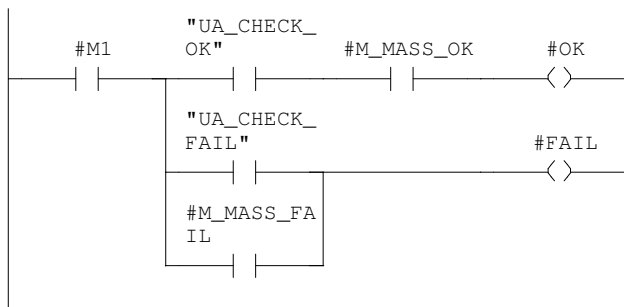 "UA_CHECK_
#M1 OK" #M_MASS_OK #OK
"UA_CHECK_
FAIL" #FAIL
#M_MASS_FA
IL